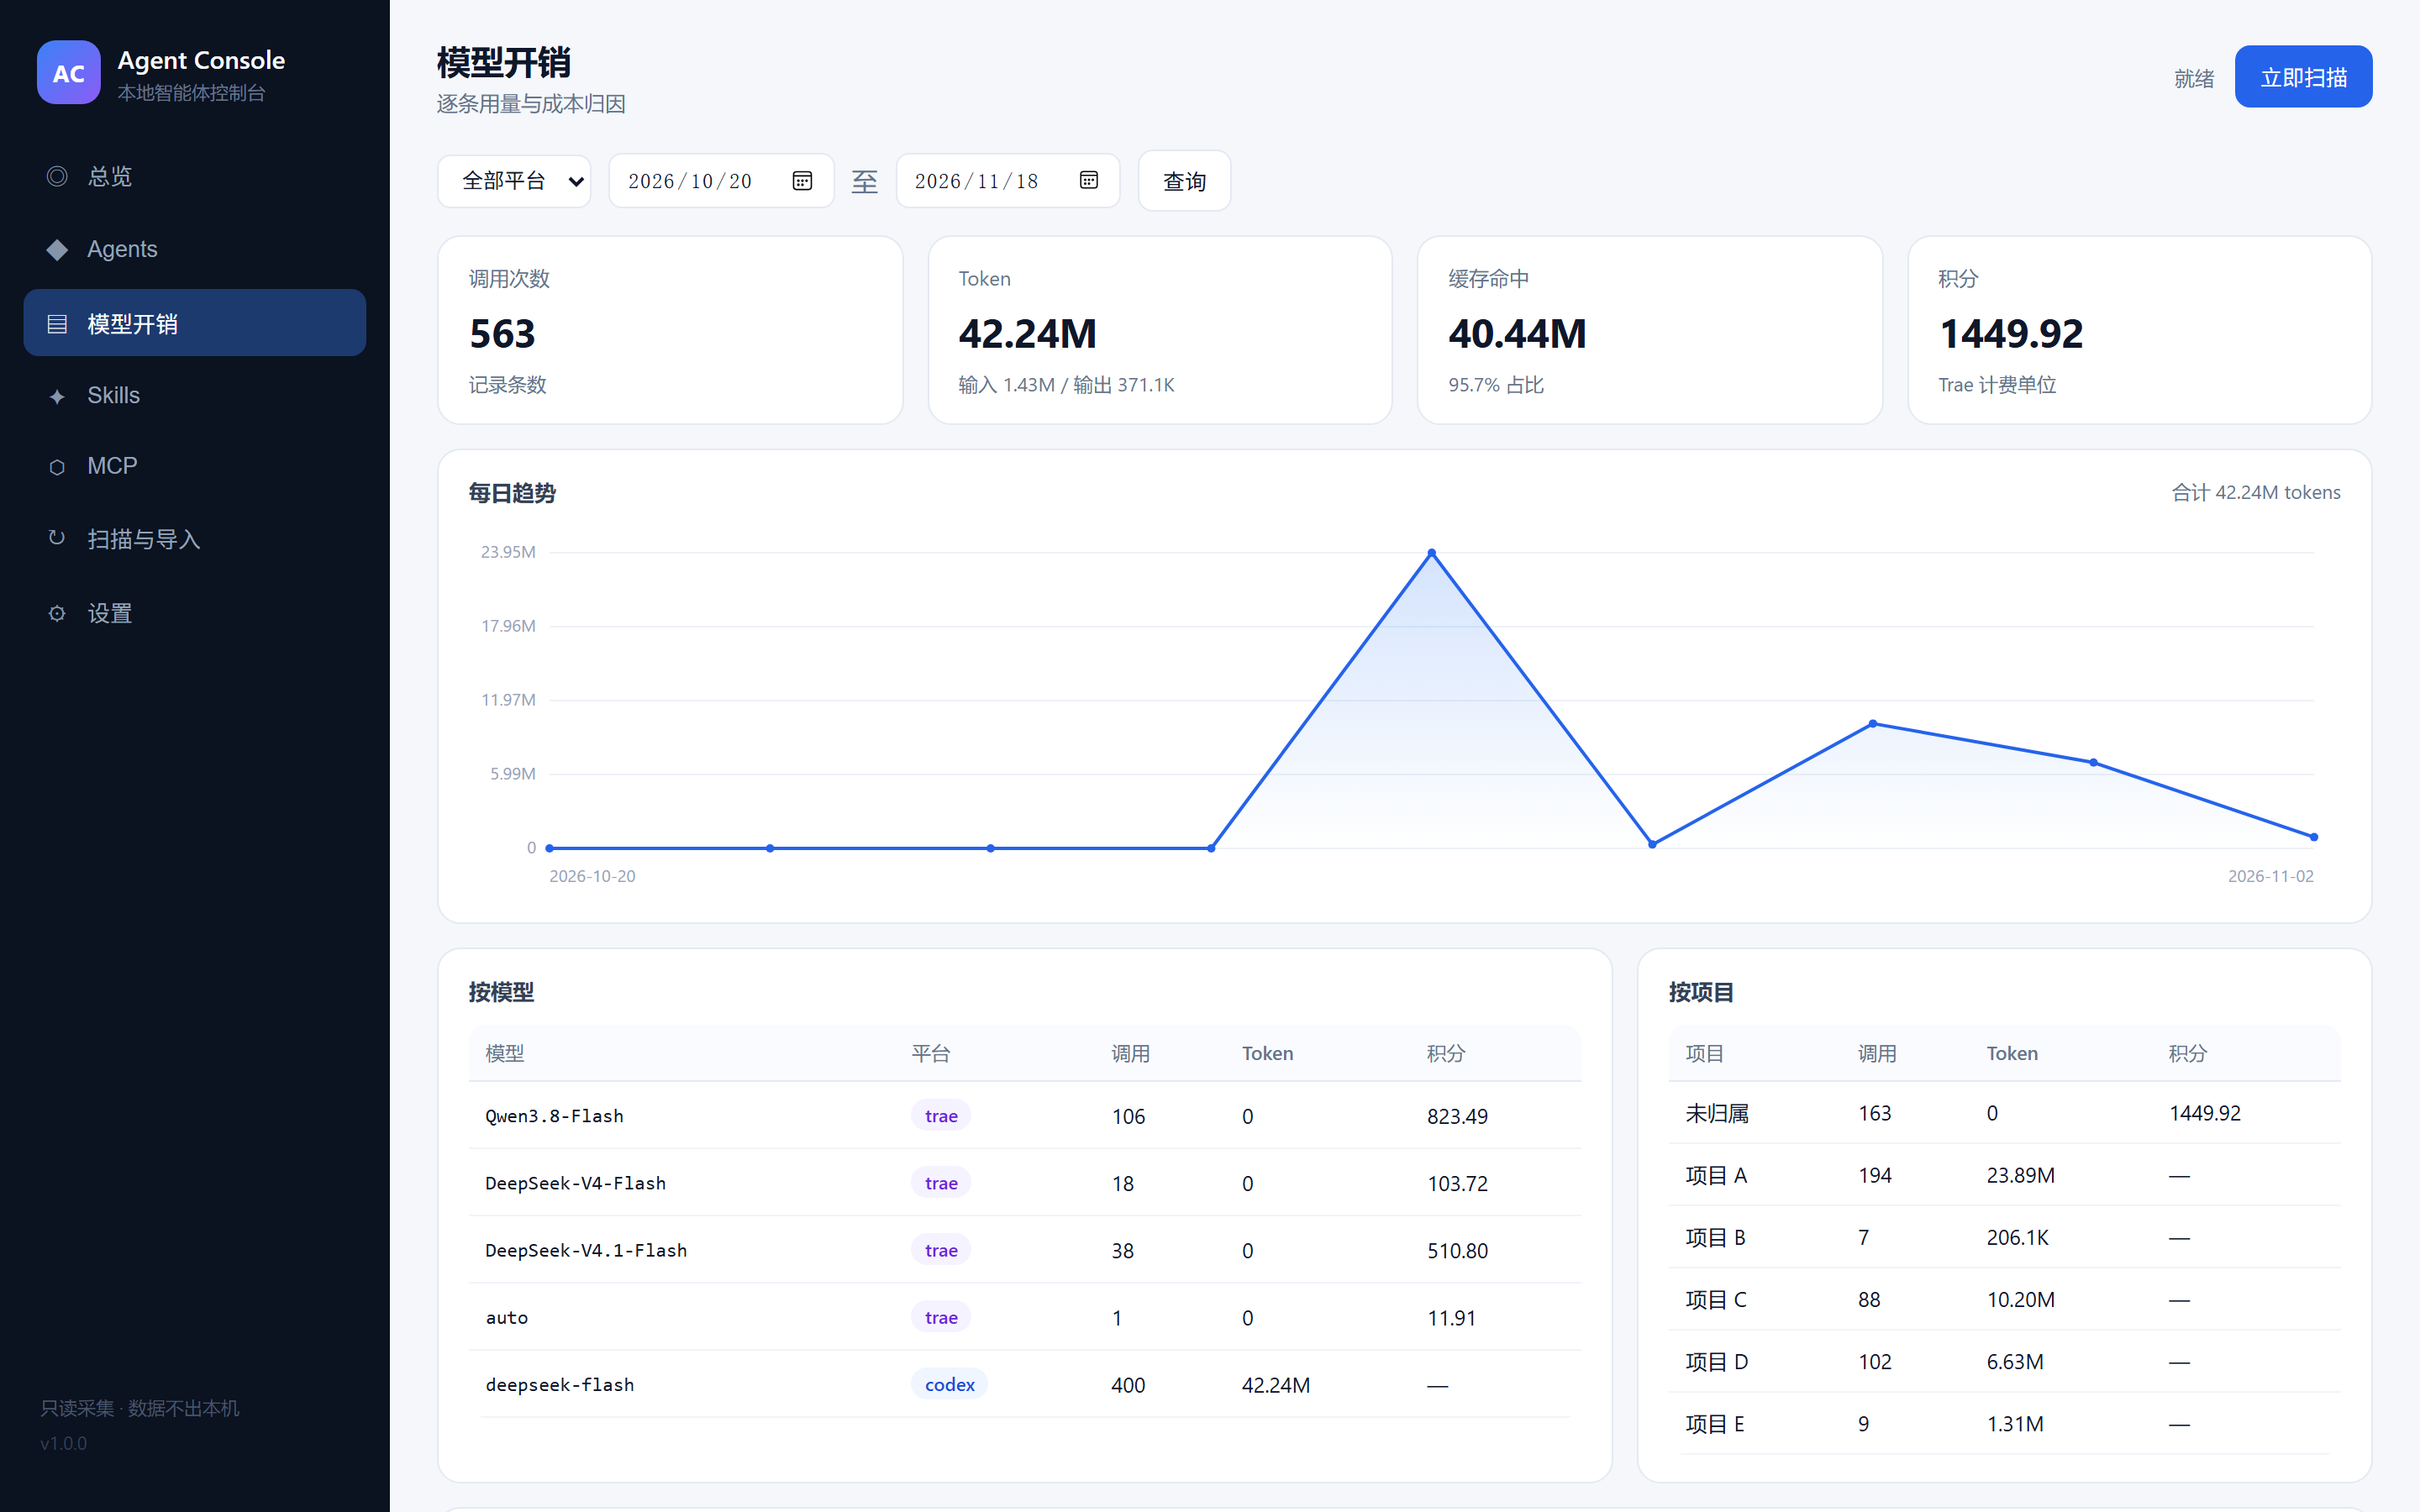 AC
Agent Console
本地智能体控制台
总览
Agents
模型开销
Skills
MCP
扫描与导入
设置
只读采集 · 数据不出本机
v1.0.0
模型开销
逐条用量与成本归因
就绪
立即扫描
全部平台
2026/10/20
至
2026/11/18
查询
调用次数
563
记录条数
Token
42.24M
输入 1.43M / 输出 371.1K
缓存命中
40.44M
95.7% 占比
积分
1449.92
Trae 计费单位
每日趋势
合计 42.24M tokens
23.95M
17.96M
11.97M
5.99M
0
2026-10-20
2026-11-02
按模型
模型 平台 调用 Token 积分
Qwen3.8-Flash trae 106 0 823.49
DeepSeek-V4-Flash trae 18 0 103.72
DeepSeek-V4.1-Flash trae 38 0 510.80
auto trae 1 0 11.91
deepseek-flash codex 400 42.24M —
按项目
项目 调用 Token 积分
未归属 163 0 1449.92
项目 A 194 23.89M —
项目 B 7 206.1K —
项目 C 88 10.20M —
项目 D 102 6.63M —
项目 E 9 1.31M —